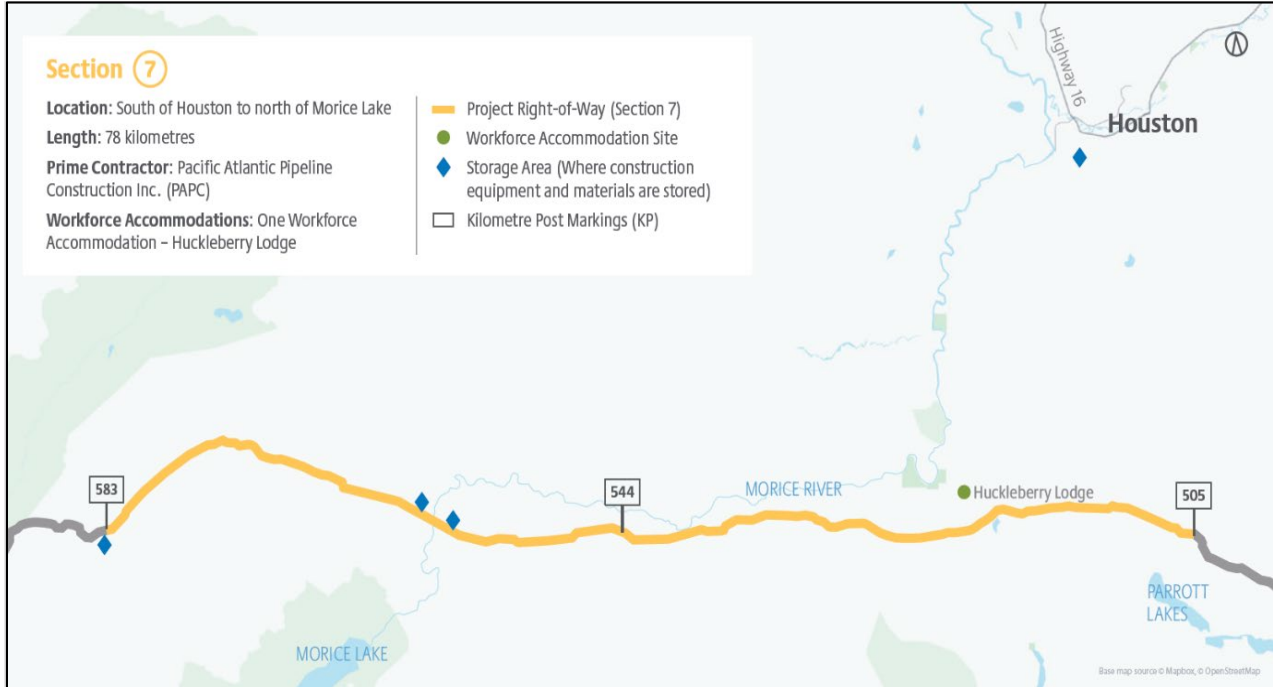 Section 7
Location: South of Houston to north of Morice Lake
Length: 78 kilometres
Prime Contractor: Pacific Atlantic Pipeline
Construction Inc. (PAPC)
Workforce Accommodations: One Workforce
Accommodation – Huckleberry Lodge
Project Right-of-Way (Section 7)
Workforce Accommodation Site
Storage Area (Where construction
equipment and materials are stored)
Kilometre Post Markings (KP)
Highway 16
Houston
583
544
MORICE RIVER
Huckleberry Lodge
505
PARROTT
LAKES
MORICE LAKE
Base map source © Mapbox, © OpenStreetMap